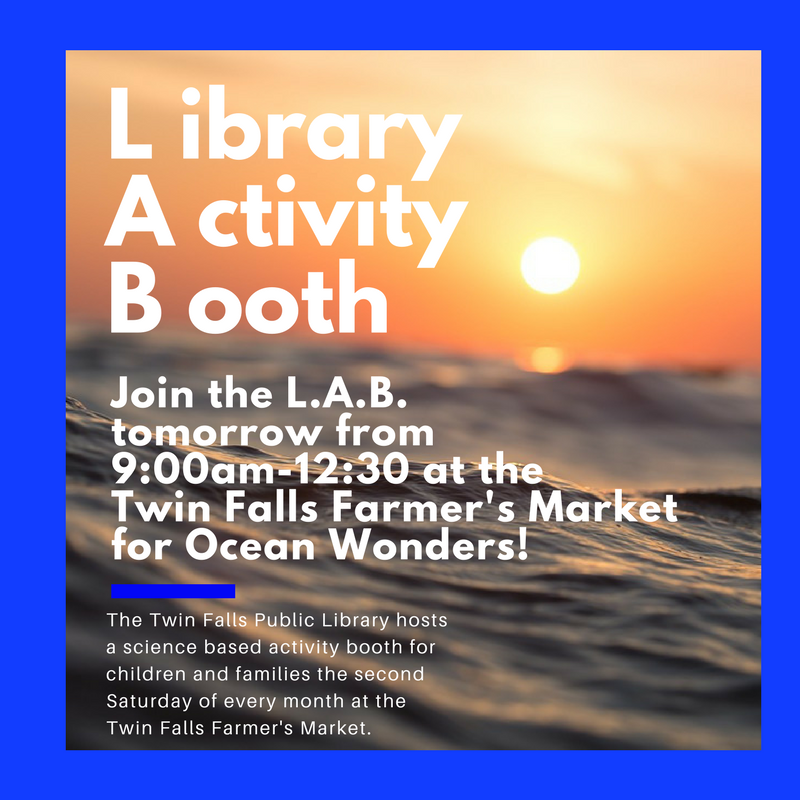 L ibrary
A ctivity
B ooth
Join the L.A.B.
tomorrow from
9:00am-12:30 at the
Twin Falls Farmer's Market
for Ocean Wonders!
The Twin Falls Public Library hosts
a science based activity booth for
children and families the second
Saturday of every month at the
Twin Falls Farmer's Market.